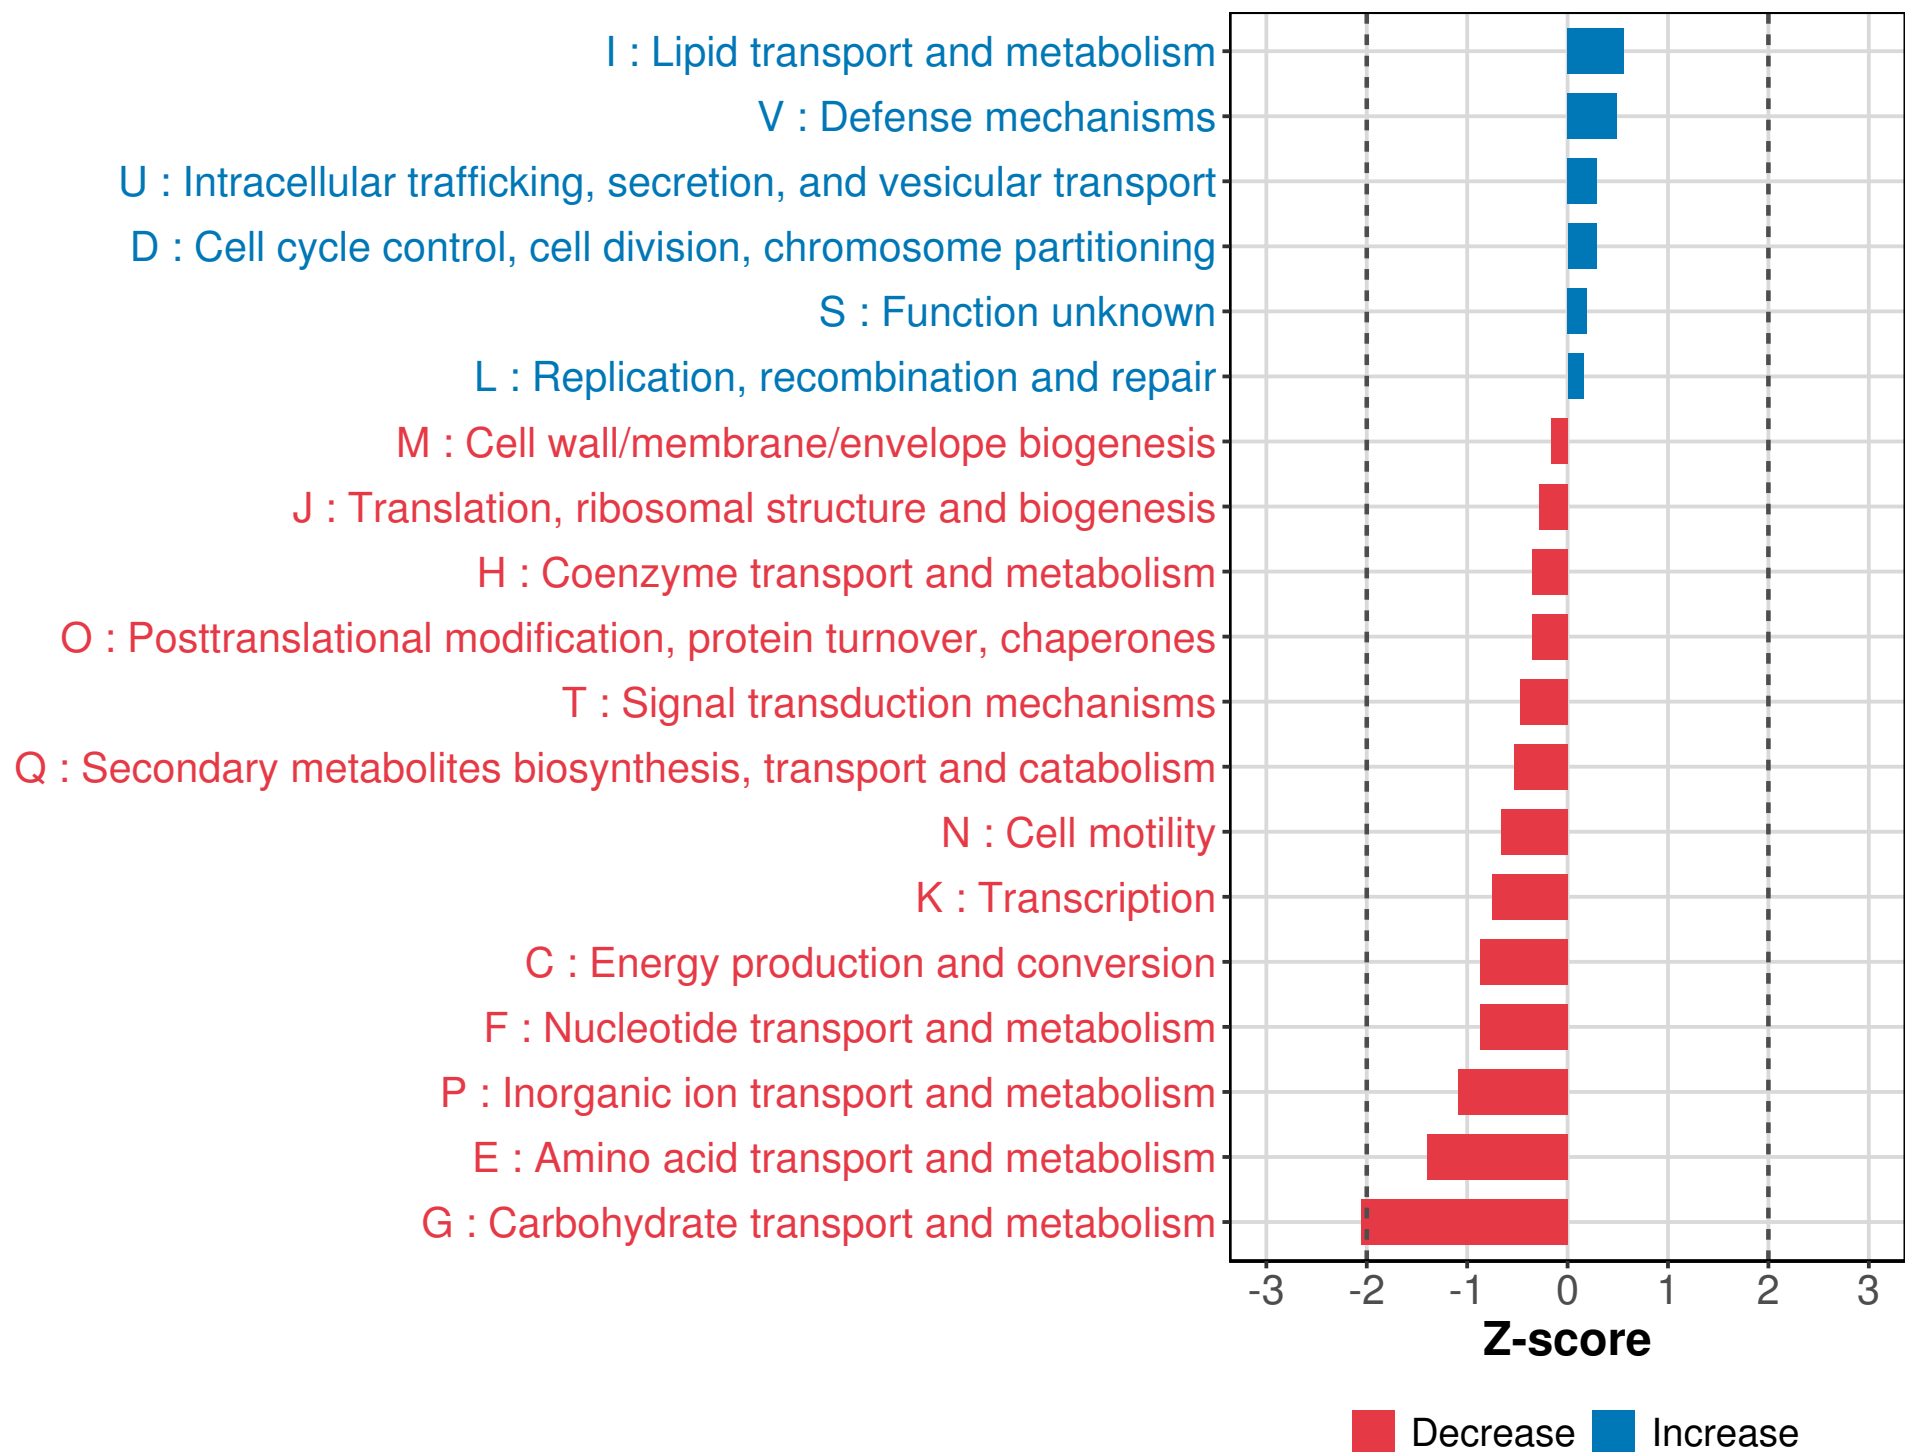 I : Lipid transport and metabolism
V : Defense mechanisms
U : Intracellular trafficking, secretion, and vesicular transport
D : Cell cycle control, cell division, chromosome partitioning
S : Function unknown
L : Replication, recombination and repair
M : Cell wall/membrane/envelope biogenesis
J : Translation, ribosomal structure and biogenesis
H : Coenzyme transport and metabolism
O : Posttranslational modification, protein turnover, chaperones
T : Signal transduction mechanisms
Q : Secondary metabolites biosynthesis, transport and catabolism
N : Cell motility
K : Transcription
C : Energy production and conversion
F : Nucleotide transport and metabolism
P : Inorganic ion transport and metabolism
E : Amino acid transport and metabolism
G : Carbohydrate transport and metabolism
-3 -2 -1 0 1 2 3
Z-score
Decrease Increase